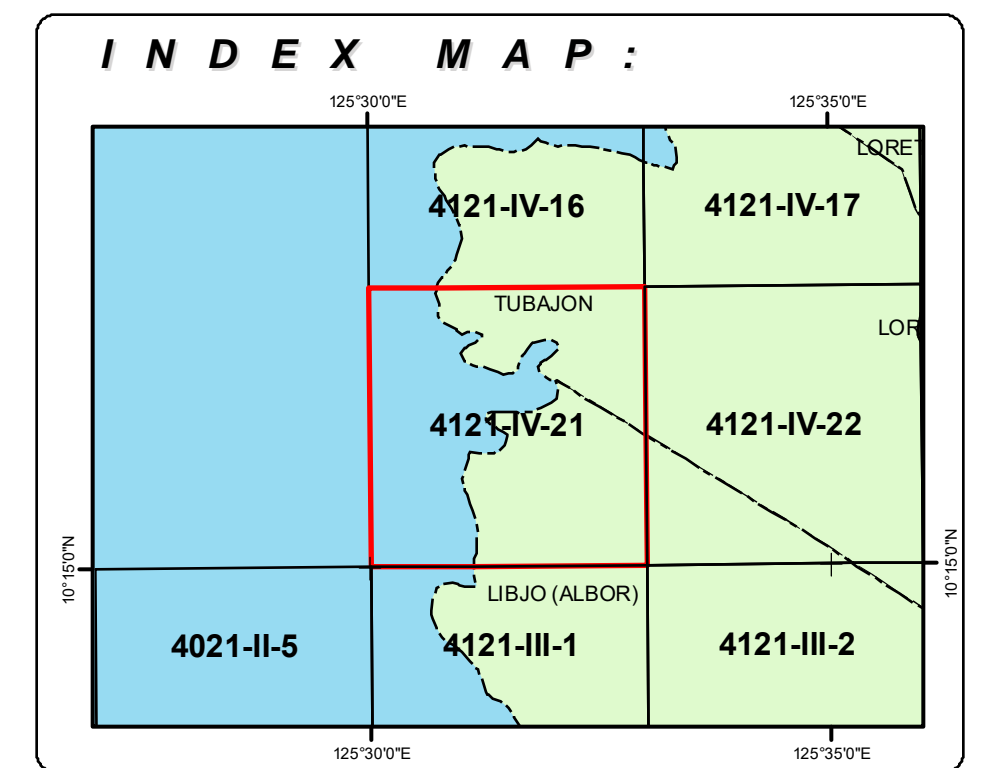 INDEX MAP:
125°30'0"E 125°35'0"E
LORET
4121-IV-16 4121-IV-17
TUBAJON
LOR
4121-IV-21 4121-IV-22
10°15'0"N 10°15'0"N
LIBJO (ALBOR)
4021-II-5 4121-III-1 4121-III-2
125°30'0"E 125°35'0"E